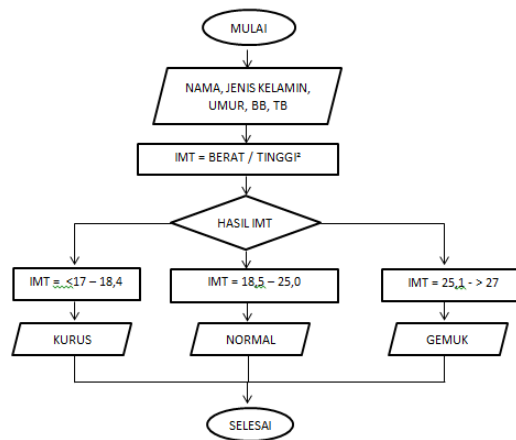 MULAI
NAMA, JENIS KELAMIN,
UMUR, BB, TB
IMT = BERAT / TINGGI²
HASIL IMT
IMT = <17 – 18,4
IMT = 18,5 – 25,0
IMT = 25,1 - > 27
KURUS
NORMAL
GEMUK
SELESAI